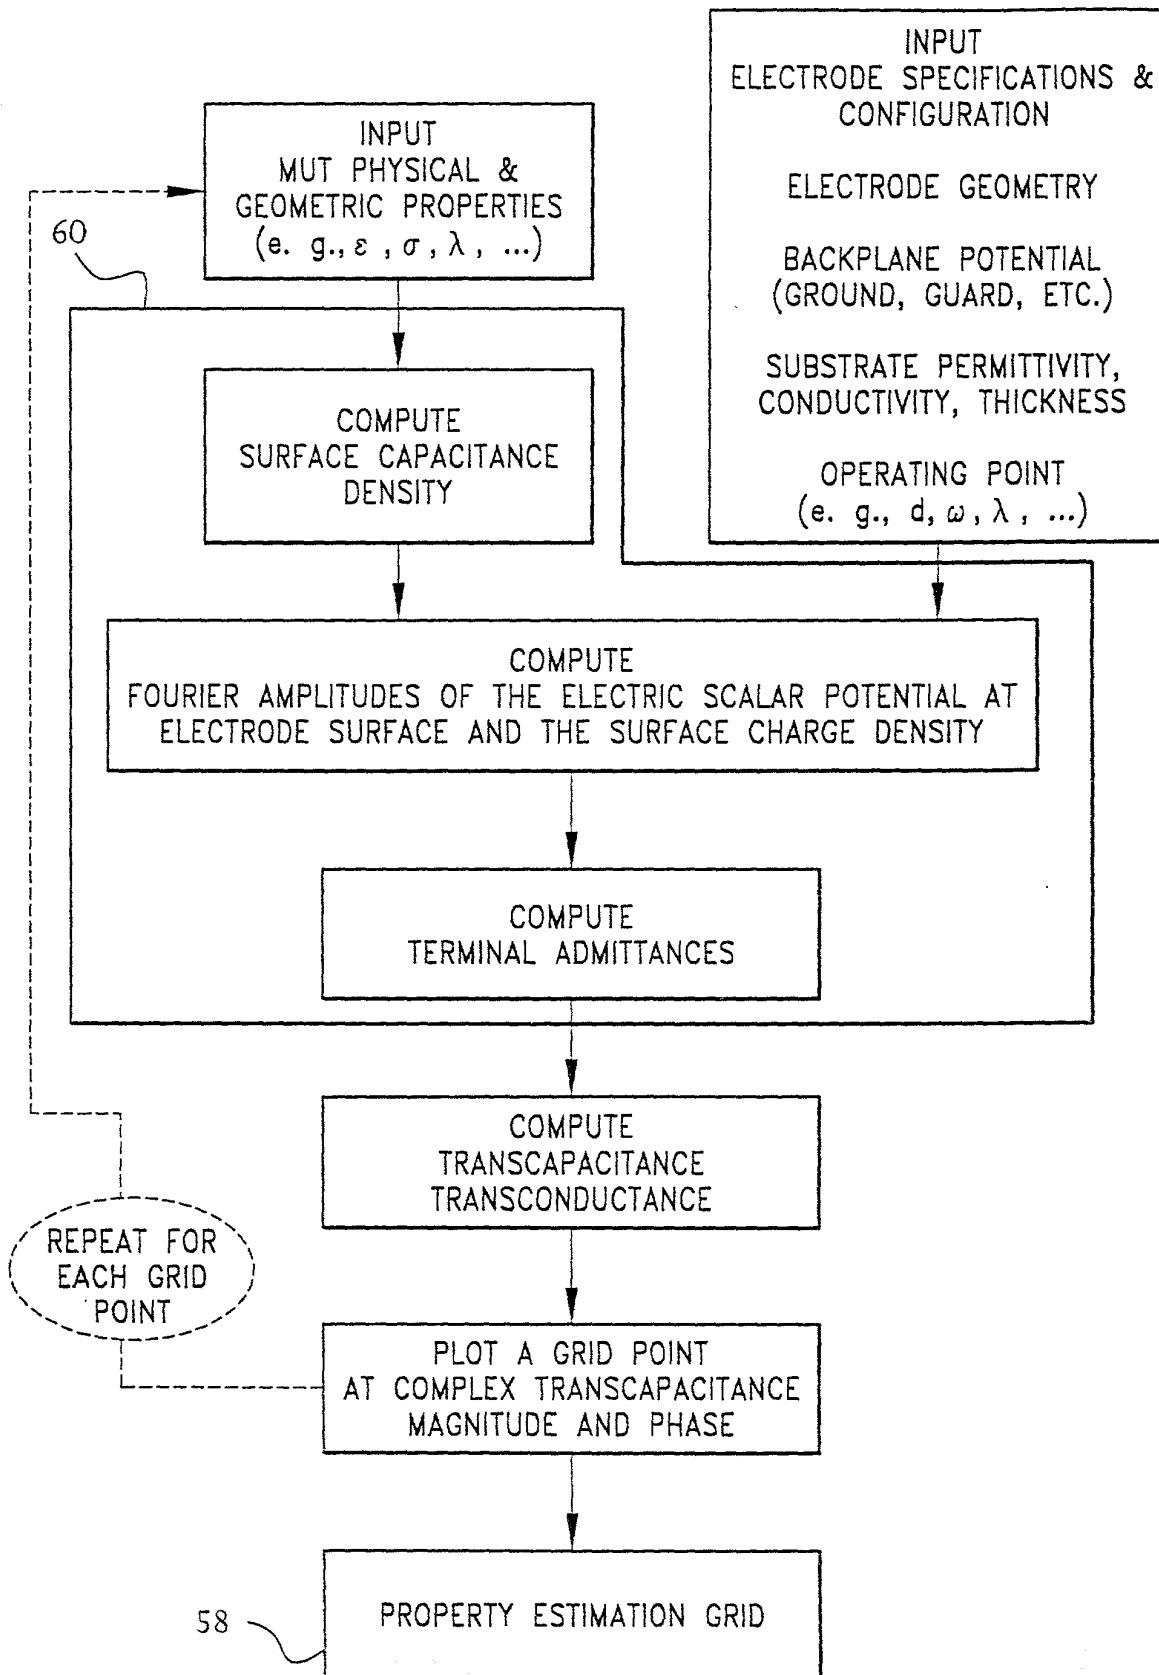 INPUT
ELECTRODE SPECIFICATIONS &
CONFIGURATION
ELECTRODE GEOMETRY
BACKPLANE POTENTIAL
(GROUND, GUARD, ETC.)
SUBSTRATE PERMITTIVITY,
CONDUCTIVITY, THICKNESS
OPERATING POINT
(e. g., d, ω, λ, ...)
INPUT
MUT PHYSICAL &
GEOMETRIC PROPERTIES
(e. g., ε, σ, λ, ...)
60
COMPUTE
SURFACE CAPACITANCE
DENSITY
COMPUTE
FOURIER AMPLITUDES OF THE ELECTRIC SCALAR POTENTIAL AT
ELECTRODE SURFACE AND THE SURFACE CHARGE DENSITY
COMPUTE
TERMINAL ADMITTANCES
COMPUTE
TRANSCAPACITANCE
TRANSCONDUCTANCE
REPEAT FOR
EACH GRID
POINT
PLOT A GRID POINT
AT COMPLEX TRANSCAPACITANCE
MAGNITUDE AND PHASE
58
PROPERTY ESTIMATION GRID